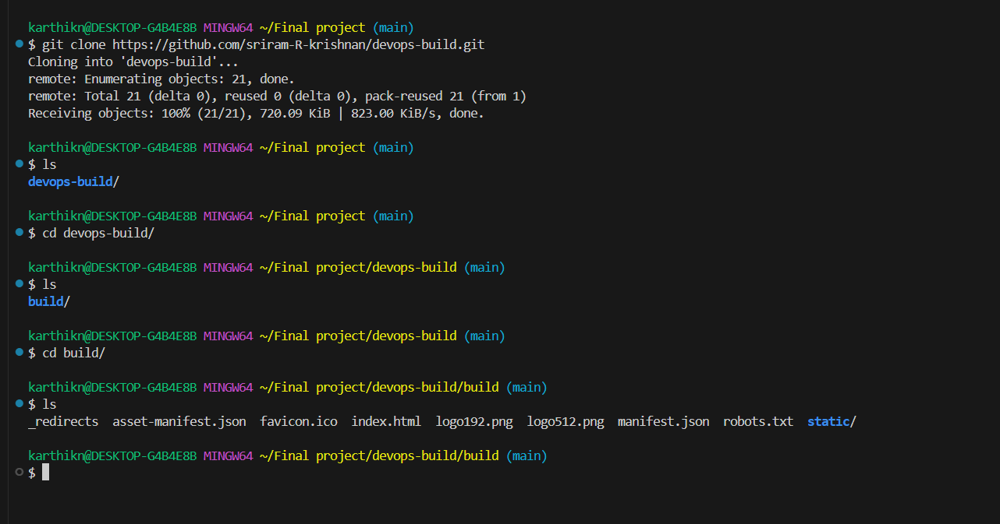 karthikn@DESKTOP-G4B4E8B MINGW64 ~/Final project (main)
$ git clone https://github.com/sriram-R-krishnan/devops-build.git
Cloning into 'devops-build'...
remote: Enumerating objects: 21, done.
remote: Total 21 (delta 0), reused 0 (delta 0), pack-reused 21 (from 1)
Receiving objects: 100% (21/21), 720.09 KiB | 823.00 KiB/s, done.
karthikn@DESKTOP-G4B4E8B MINGW64 ~/Final project (main)
$ ls
devops-build/
karthikn@DESKTOP-G4B4E8B MINGW64 ~/Final project (main)
$ cd devops-build/
karthikn@DESKTOP-G4B4E8B MINGW64 ~/Final project/devops-build (main)
$ ls
build/
karthikn@DESKTOP-G4B4E8B MINGW64 ~/Final project/devops-build (main)
$ cd build/
karthikn@DESKTOP-G4B4E8B MINGW64 ~/Final project/devops-build/build (main)
$ ls
_redirects  asset-manifest.json  favicon.ico  index.html  logo192.png  logo512.png  manifest.json  robots.txt  static/
karthikn@DESKTOP-G4B4E8B MINGW64 ~/Final project/devops-build/build (main)
$